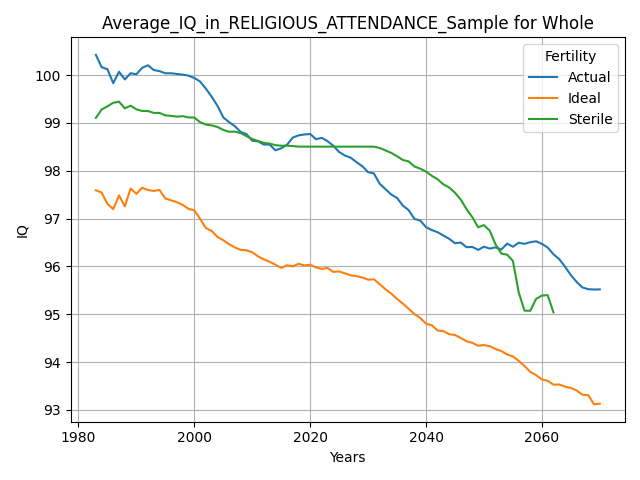 Average_IQ_in_RELIGIOUS_ATTENDANCE_Sample for Whole
Fertility
Actual
Ideal
Sterile
100
99
98
97
96
95
94
93
IQ
1980
2000
2020
2040
2060
Years